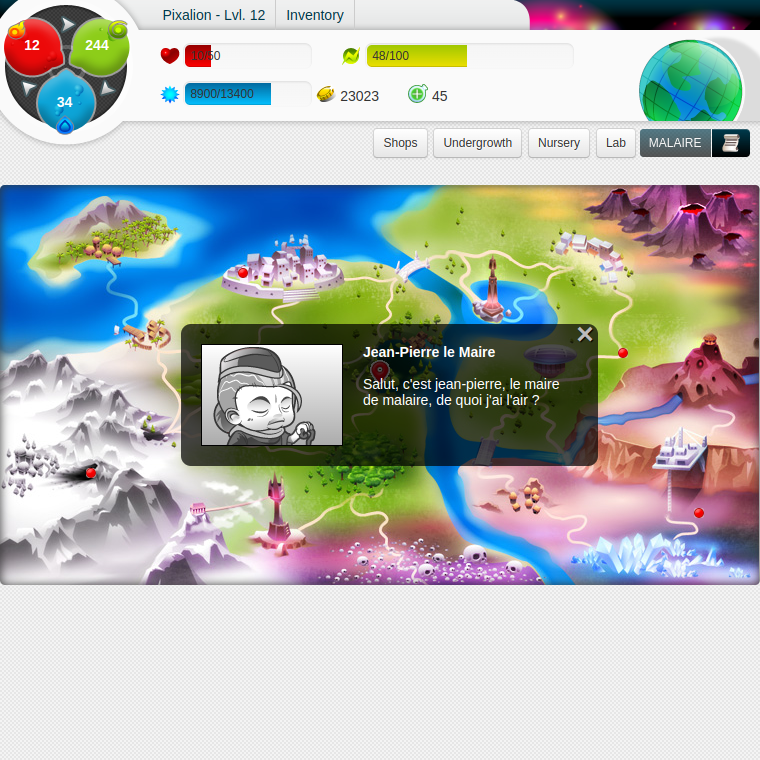 Pixalion - Lvl. 12
Inventory
12
244
34
10/50
48/100
8900/13400
23023
45
Shops
Undergrowth
Nursery
Lab
MALAIRE
Jean-Pierre le Maire
Salut, c'est jean-pierre, le maire
de malaire, de quoi j'ai l'air ?